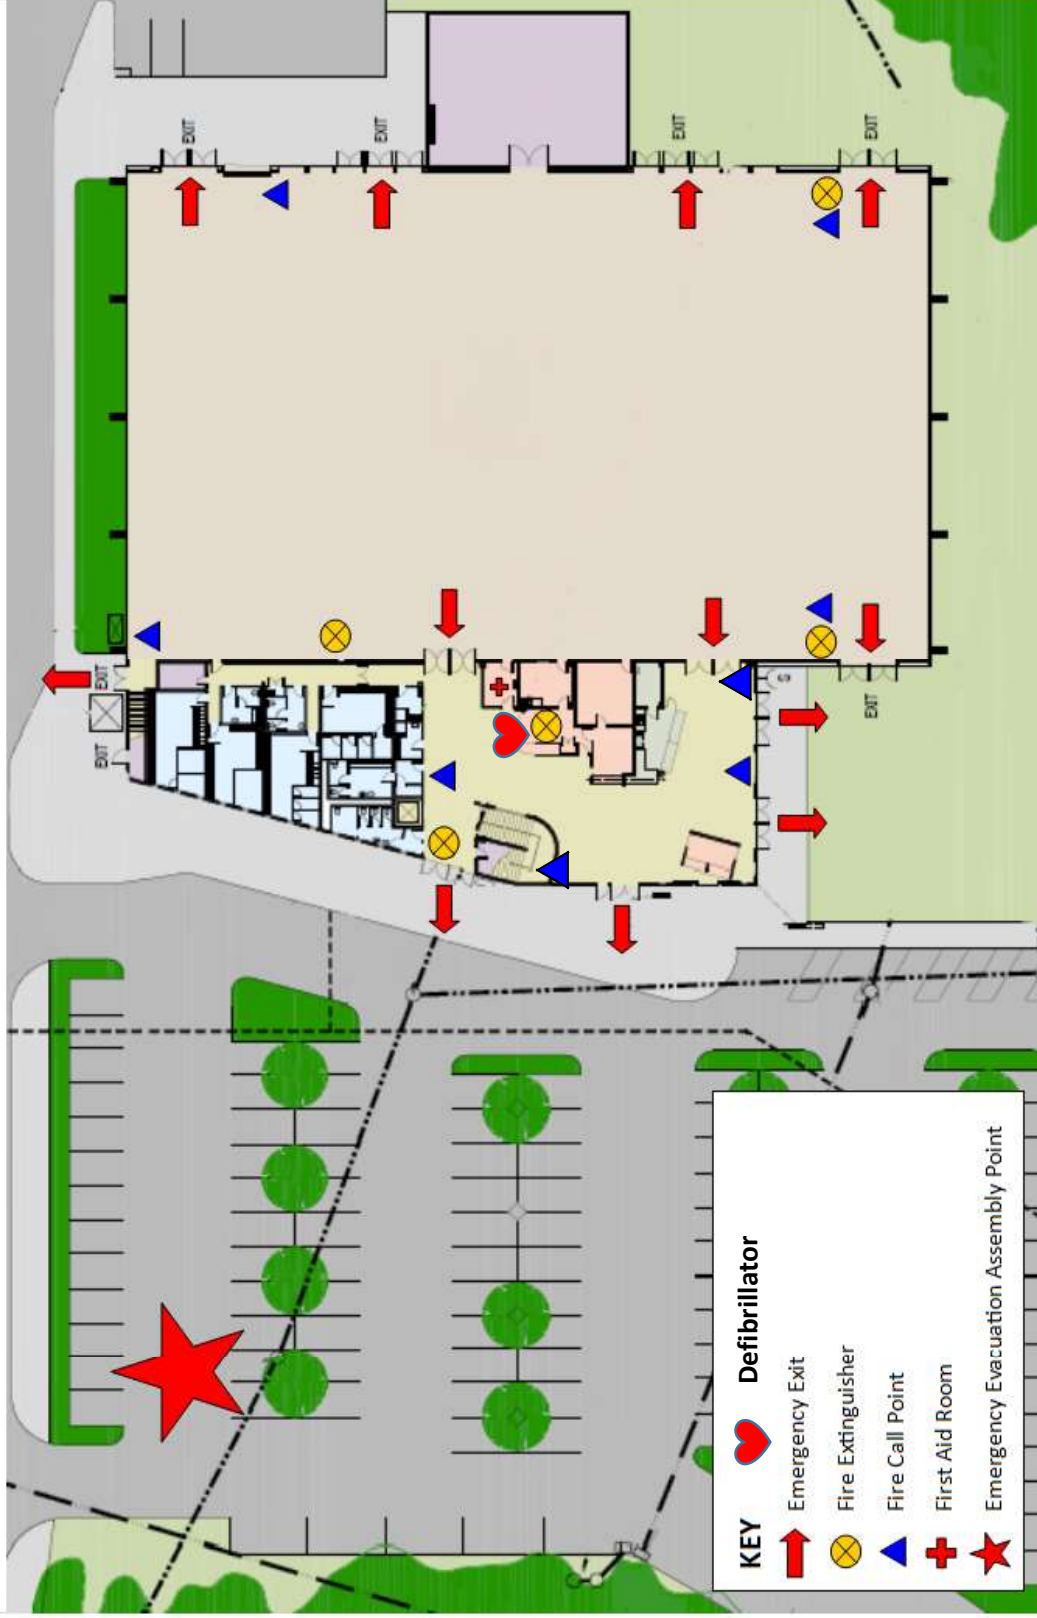 EXIT
EXIT
EXIT
EXIT
EXIT
EXIT
EXIT
KEY
Defibrillator
Emergency Exit
Fire Extinguisher
Fire Call Point
First Aid Room
Emergency Evacuation Assembly Point